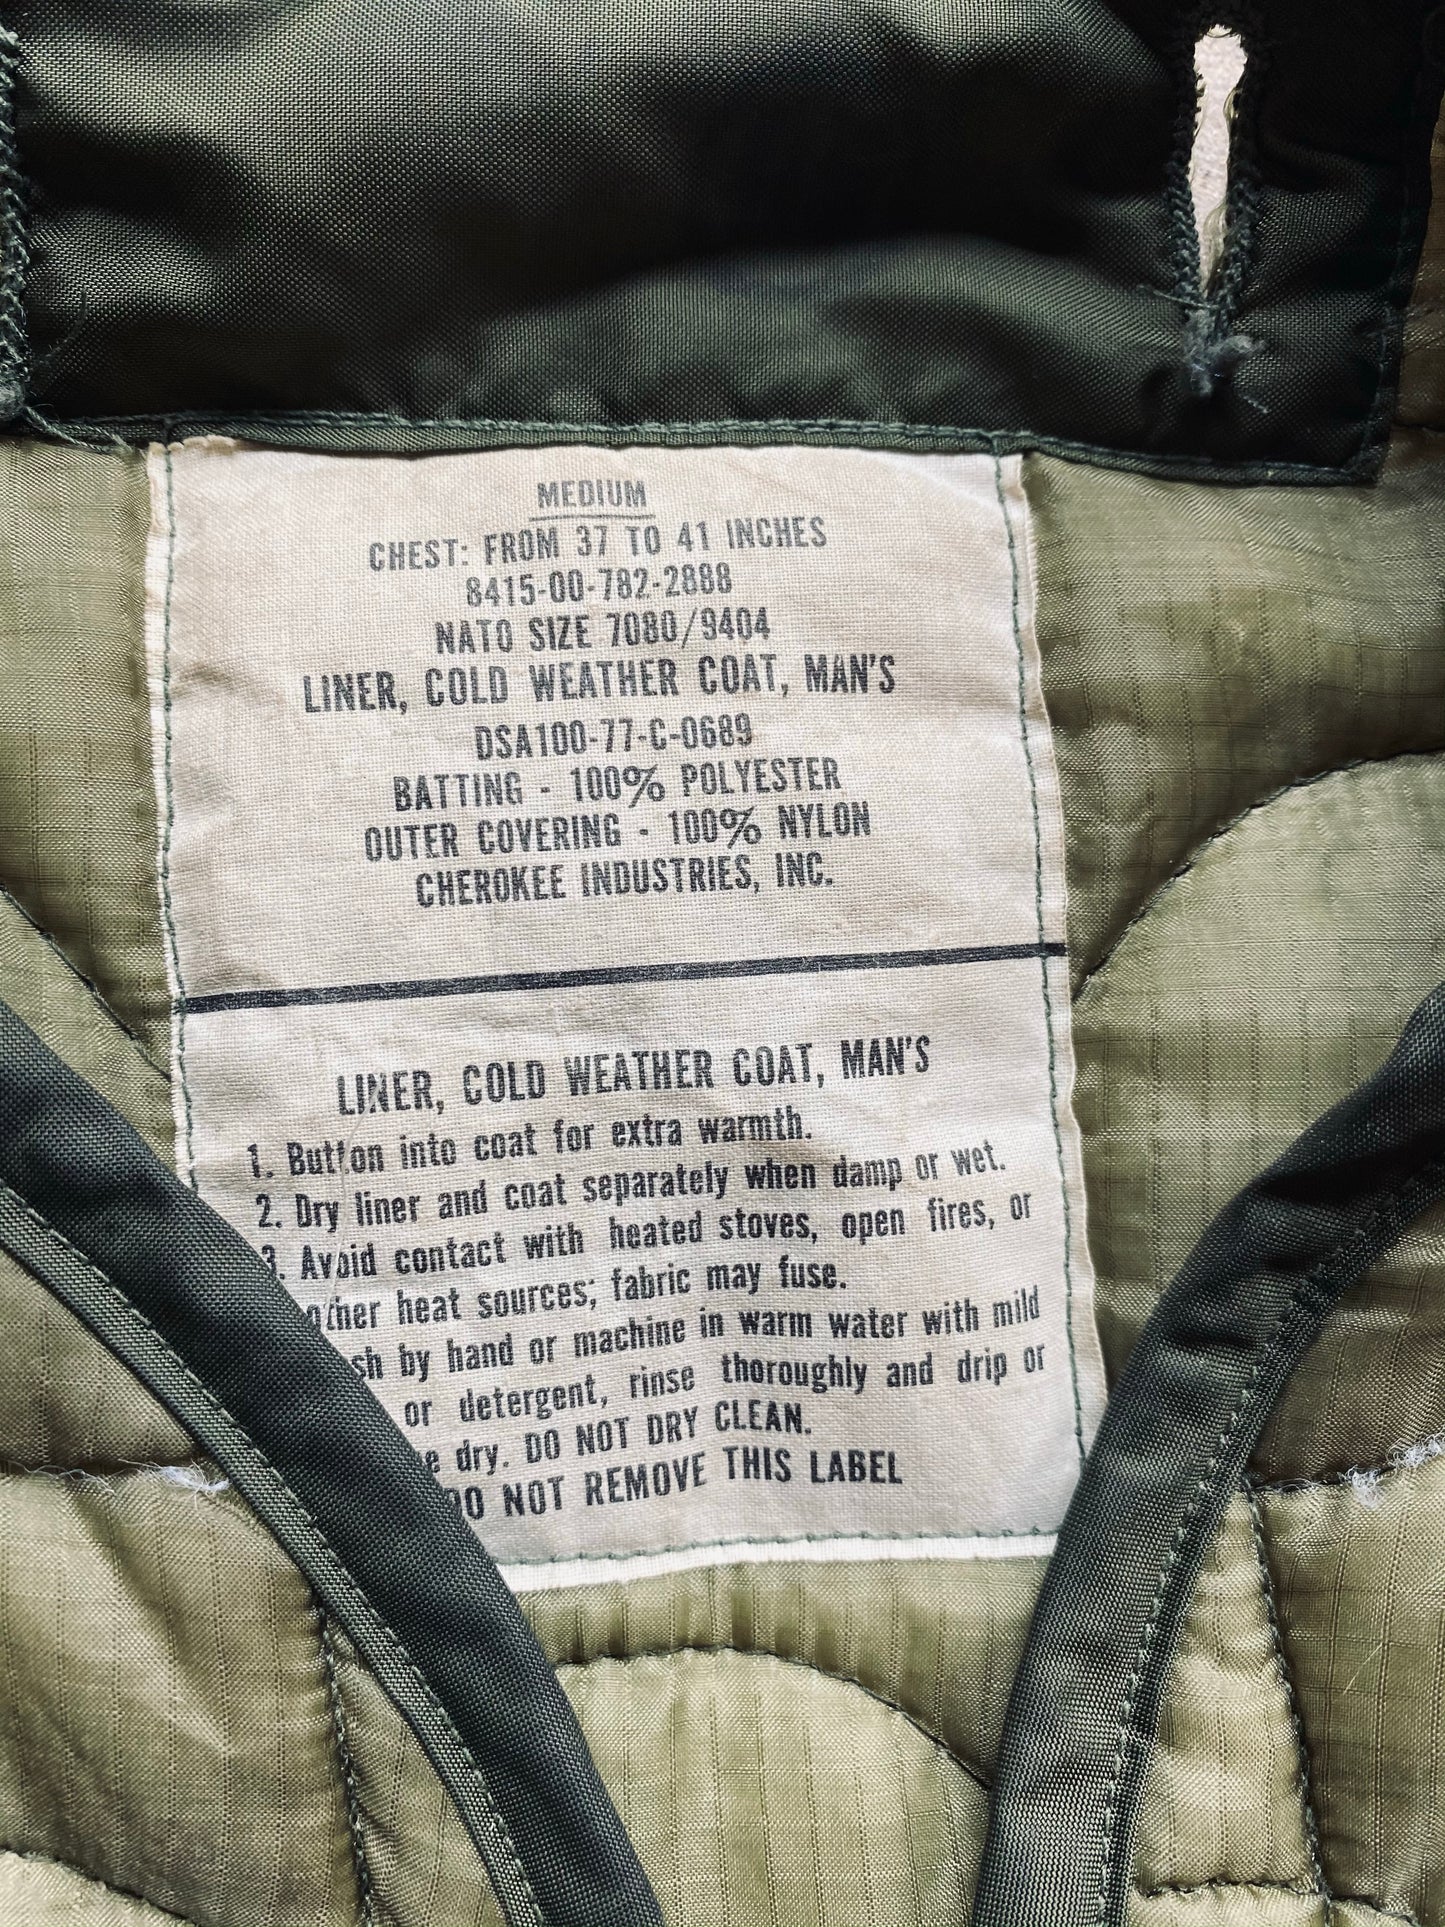 MEDIUM
CHEST: FROM 37 TO 41 INCHES
8415-00-782-2888
NATO SIZE 7080/9404
LINER, COLD WEATHER COAT, MAN'S
DSA100-77-C-0689
BATTING - 100% POLYESTER
OUTER COVERING - 100% NYLON
CHEROKEE INDUSTRIES, INC.
LINER, COLD WEATHER COAT, MAN'S
1. Button into coat for extra warmth.
2. Dry liner and coat separately when damp or wet.
3. Avoid contact with heated stoves, open fires, or
other heat sources; fabric may fuse.
by hand or machine in warm water with mild
or detergent, rinse thoroughly and drip or
dry. DO NOT DRY CLEAN.
DO NOT REMOVE THIS LABEL